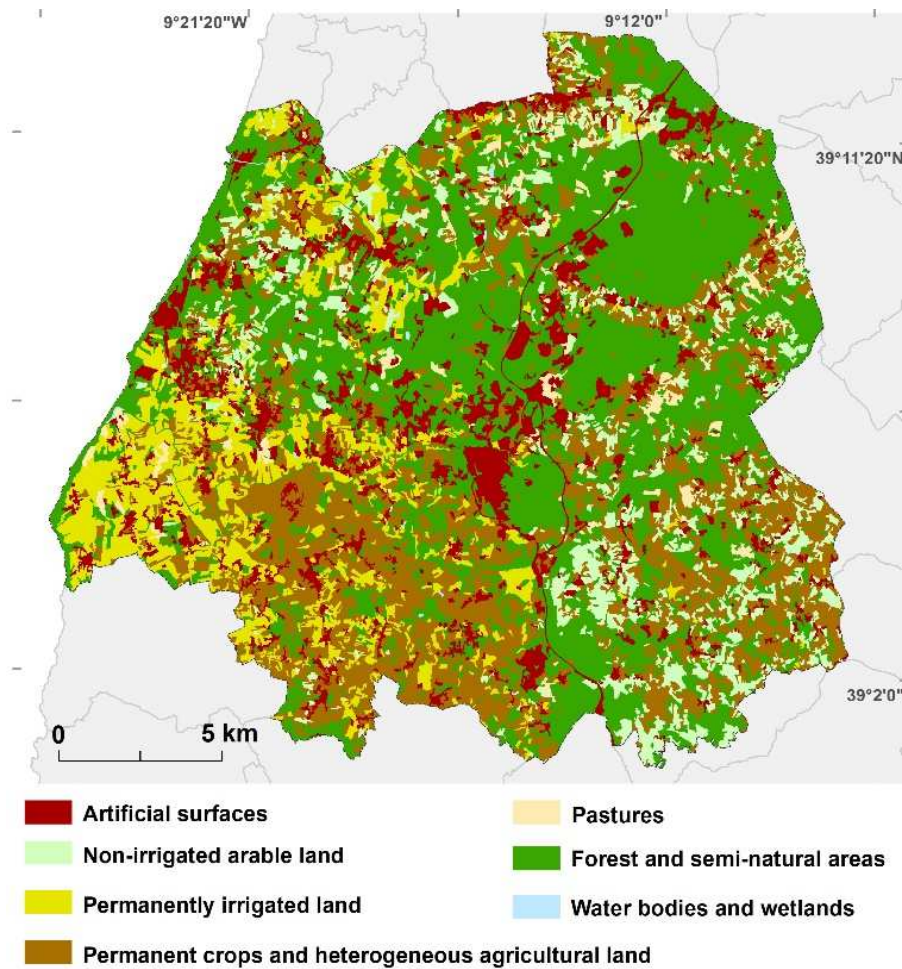 9°21'20"W
9°12'0"
39°11'20"N
39°2'0"
0 5 km
Artificial surfaces
Pastures
Non-irrigated arable land
Forest and semi-natural areas
Permanently irrigated land
Water bodies and wetlands
Permanent crops and heterogeneous agricultural land